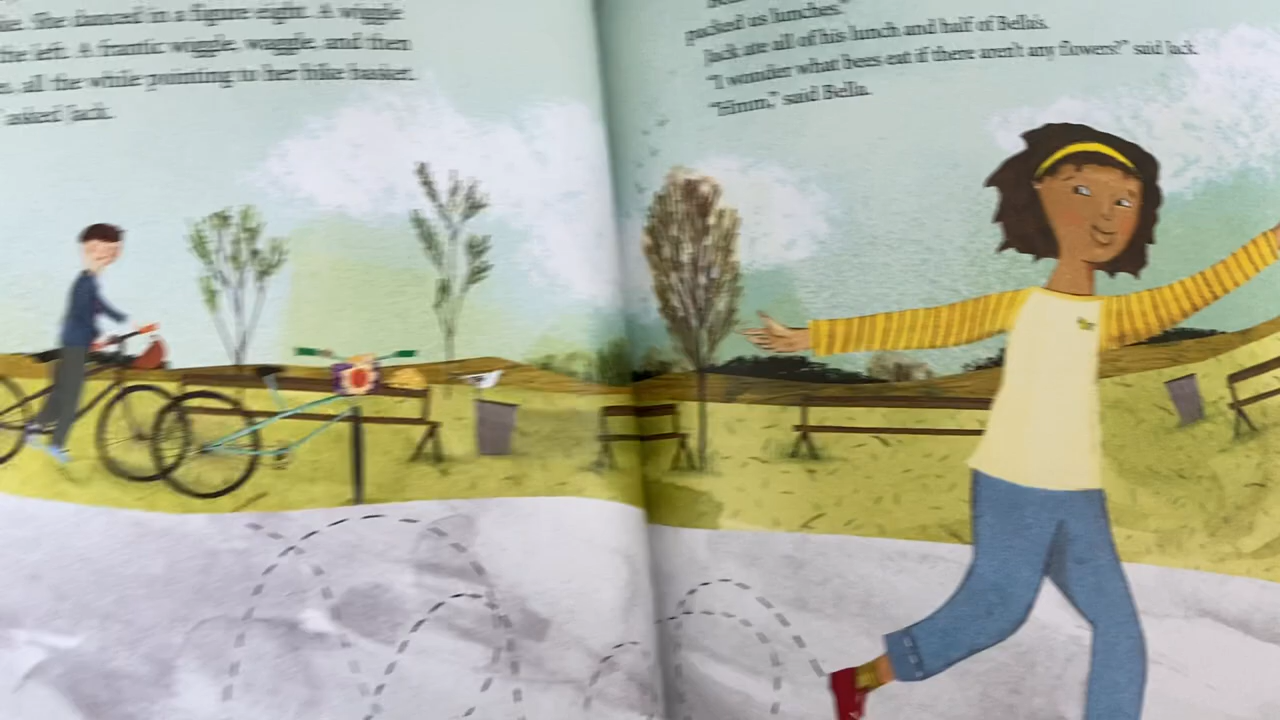 She danced in a figure eight. A wiggle
the left. A frantic wiggle, waggle, and then
all the while pointing to her bike basket.
asked Jack.
packed us lunches."
Jack ate all of his lunch and half of Bella's.
"I wonder what bees eat if there aren't any flowers?" said Jack.
"Hmm," said Bella.